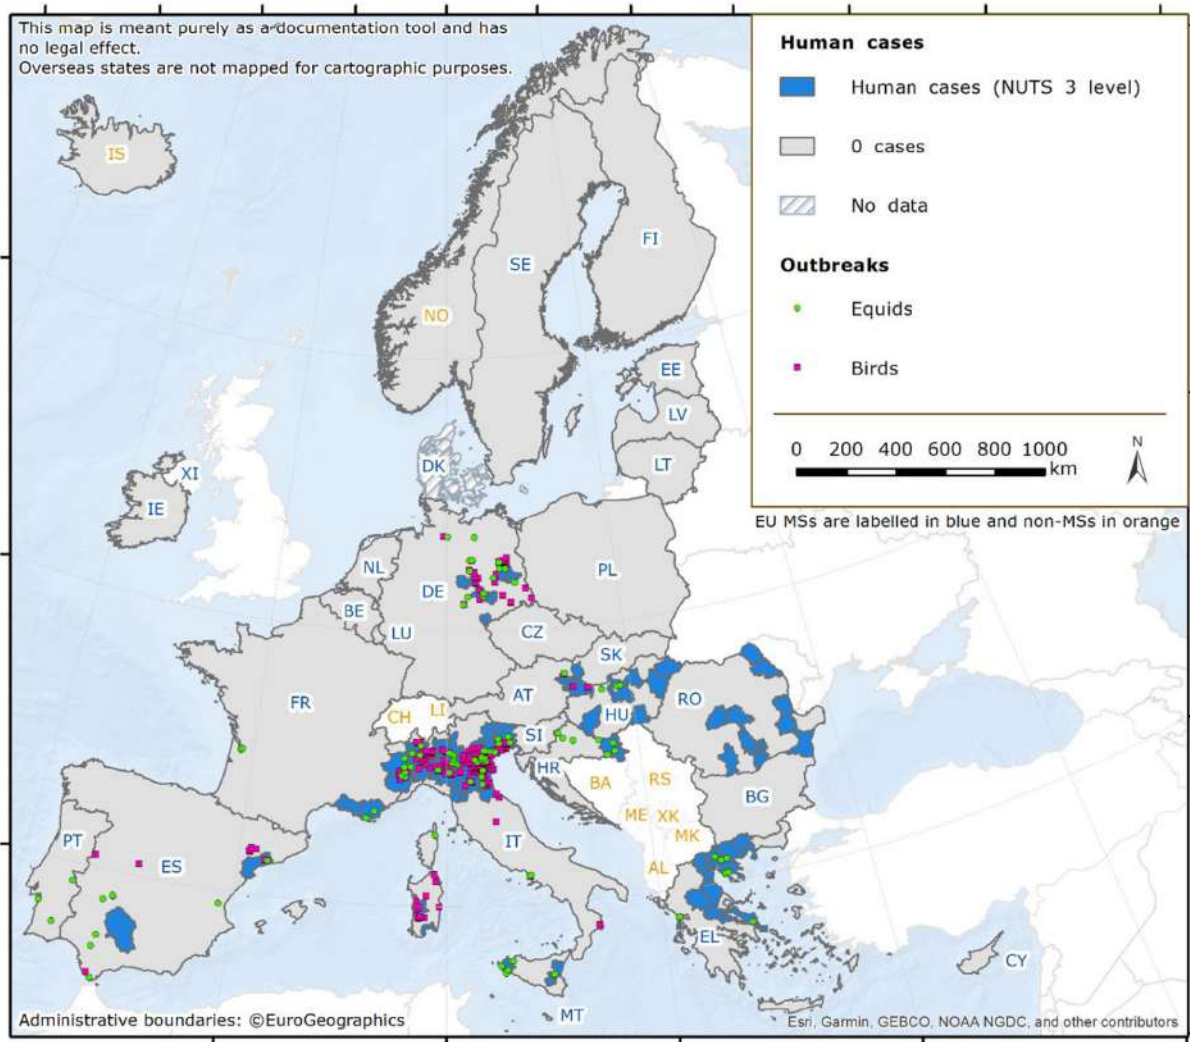 This map is meant purely as a documentation tool and has
no legal effect.
Overseas states are not mapped for cartographic purposes.
Human cases
Human cases (NUTS 3 level)
0 cases
No data
Outbreaks
Equids
Birds
0 200 400 600 800 1000
km
N
EU MSs are labelled in blue and non-MSs in orange
IS
FI
SE
NO
EE
LV
LT
DK
XI
IE
NL
PL
DE
BE
LU
CZ
SK
FR
AT
RO
CH
LI
HU
SI
HR
BA
RS
BG
ME
XK
MK
PT
ES
IT
AL
EL
CY
MT
Administrative boundaries: ©EuroGeographics
Esri, Garmin, GEBCO, NOAA NGDC, and other contributors